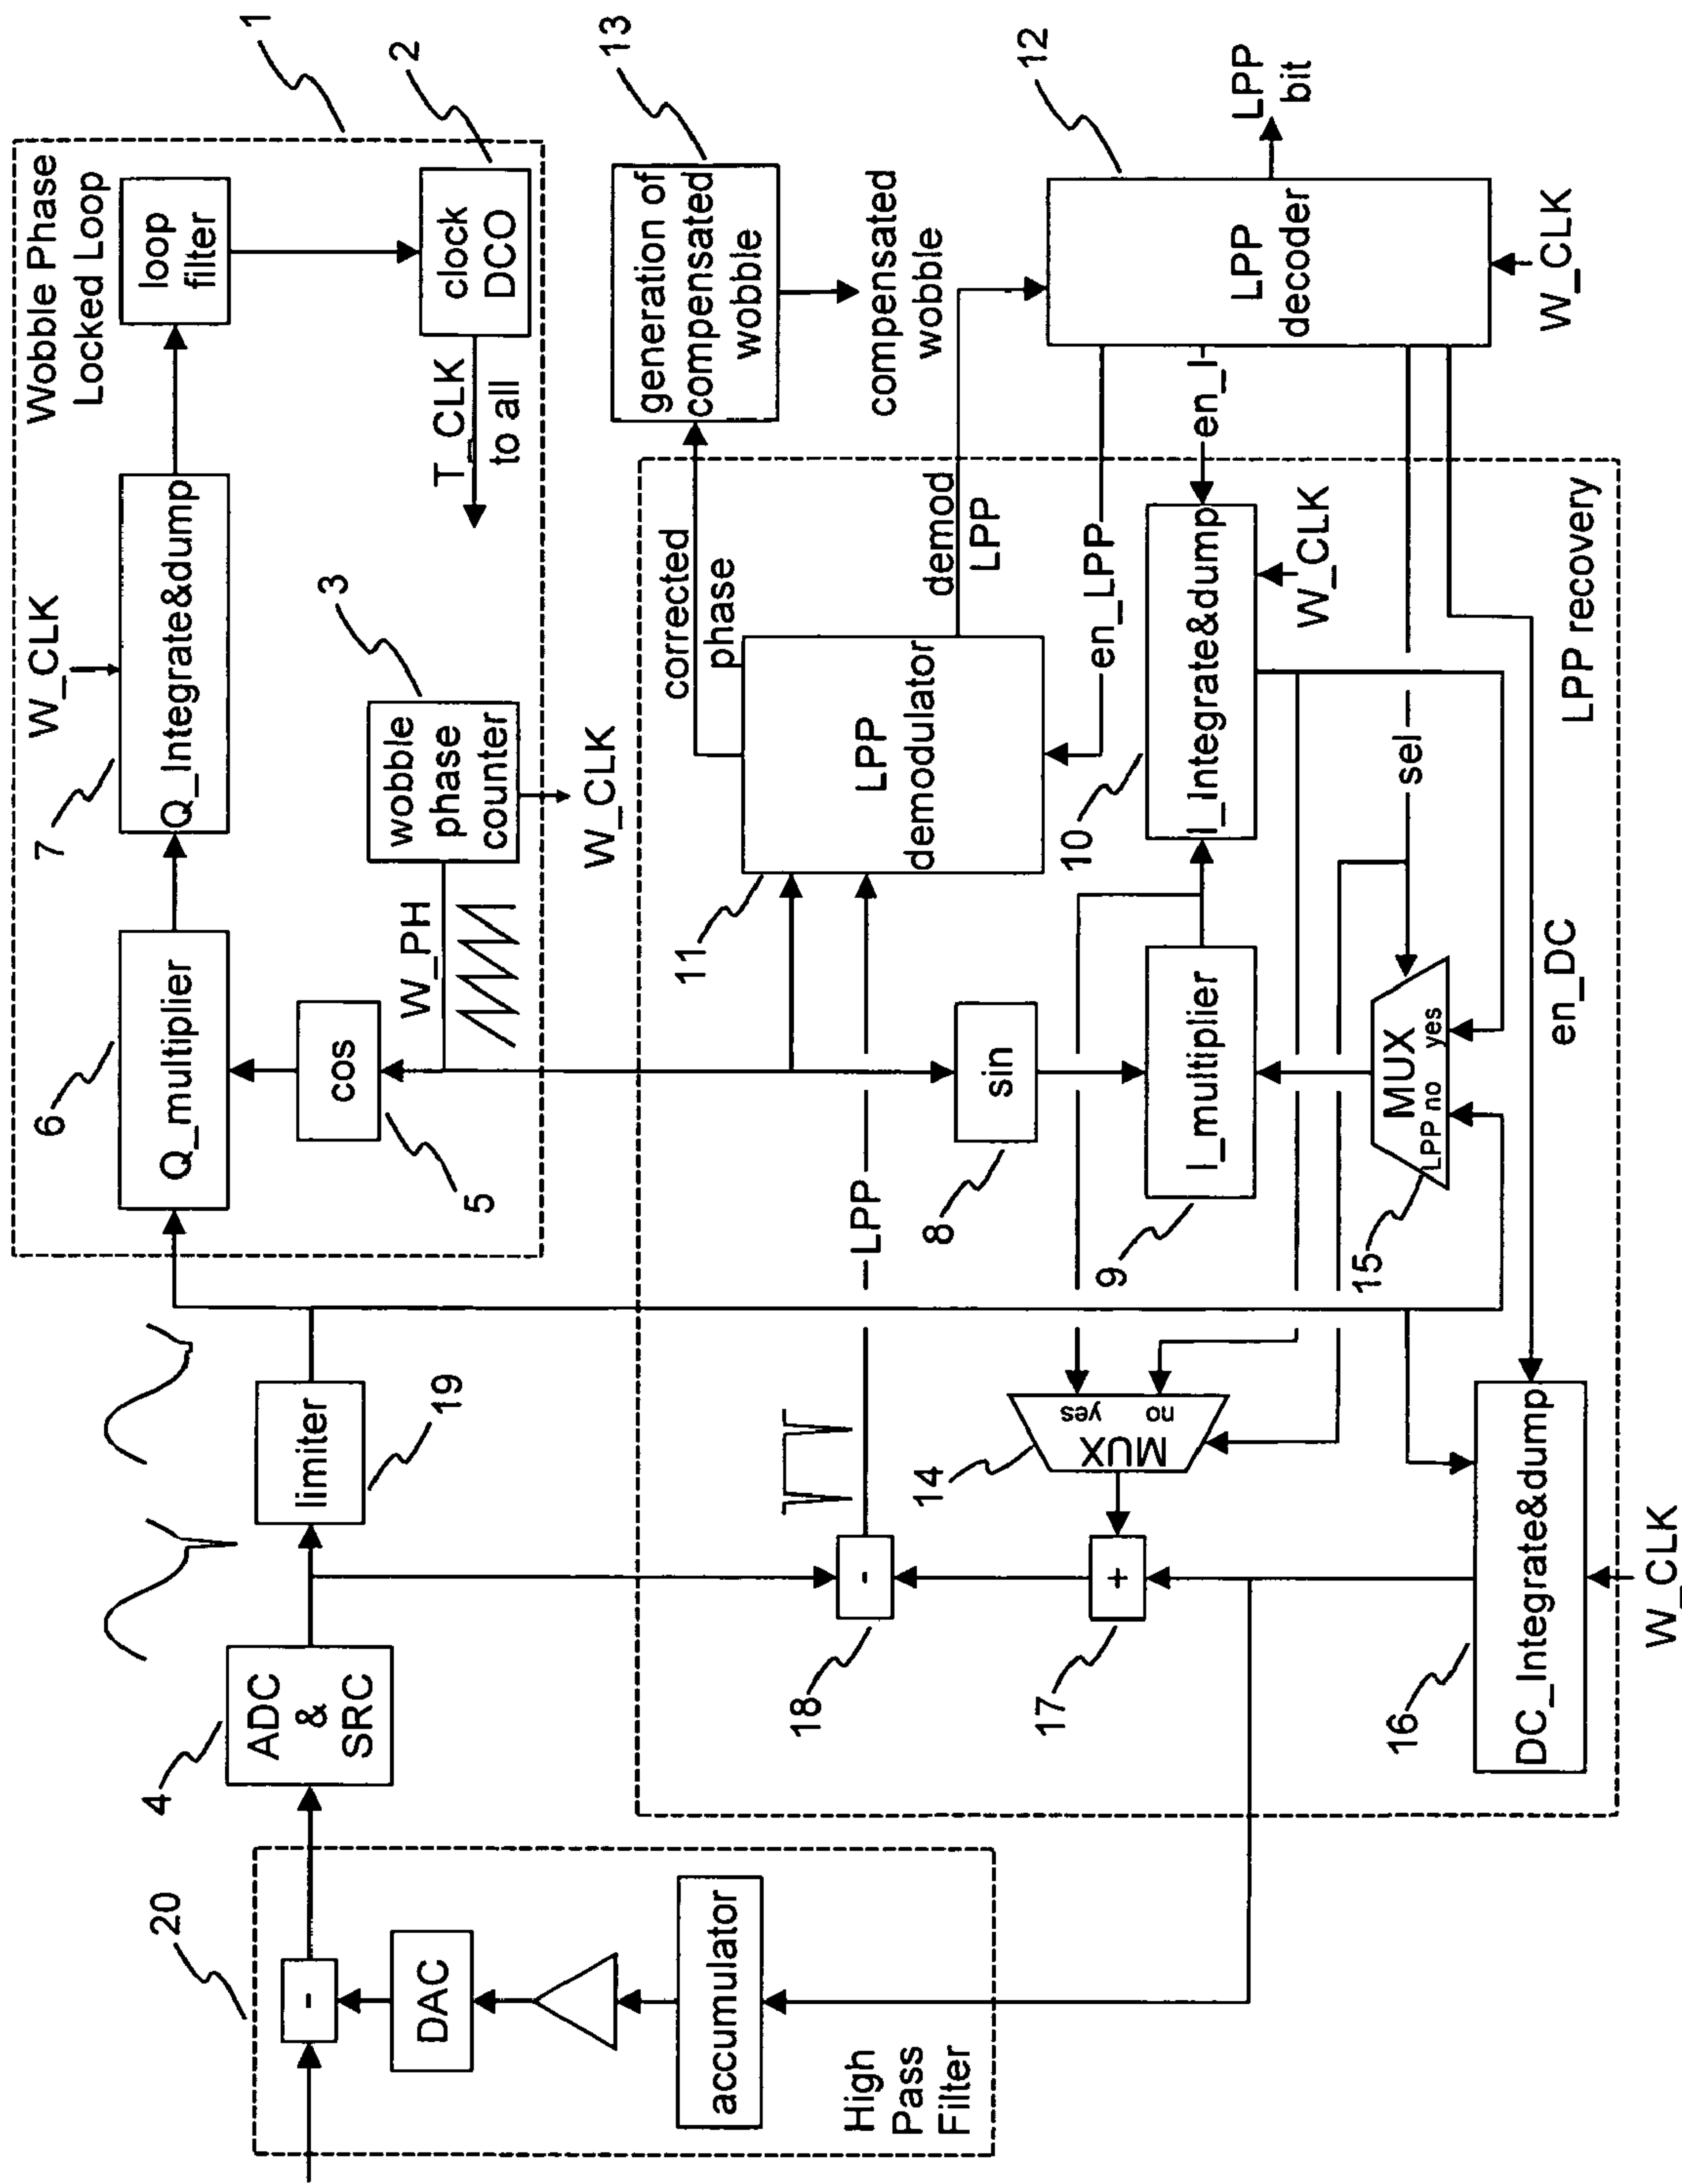 20
-
DAC
accumulator
High
Pass
Filter
4
ADC
&
SRC
limiter
19
Wobble Phase
Locked Loop
1
6
Q_multiplier
cos
5
W_CLK
7
Q_Integrate&dump
loop
filter
clock
DCO
2
T_CLK
to all
3
wobble
phase
counter
W_PH
W_CLK
18
-
LPP
17
+
14
MUX
yes
no
16
DC_Integrate&dump
W_CLK
8
sin
9
I_multiplier
15
MUX
LPP no yes
11
LPP
demodulator
corrected
phase
demod
LPP
en_LPP
10
I_Integrate&dump
en_I
W_CLK
sel
en_DC
LPP recovery
13
generation of
compensated
wobble
compensated
wobble
12
LPP
decoder
LPP
bit
W_CLK